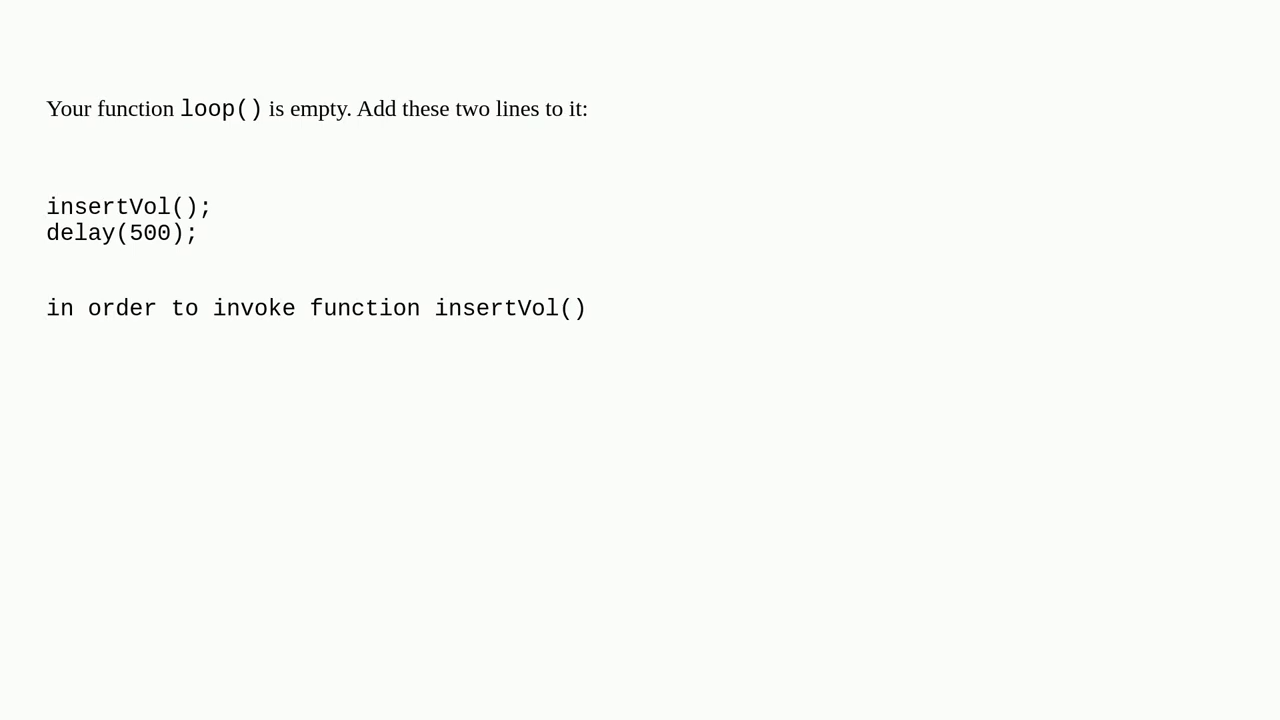 Your function loop() is empty. Add these two lines to it:
insertVol();
delay(500);
in order to invoke function insertVol()